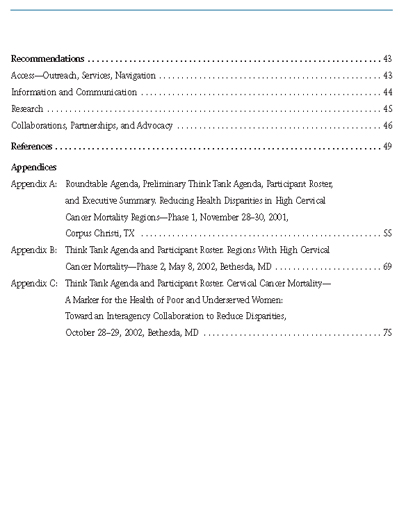 Recommendations . . . . . . . . . . . . . . . . . . . . . . . . . . . . . . . . . . . . . . . . 43
Access—Outreach, Services, Navigation . . . . . . . . . . . . . . . . . . . . . . . . . . . . . . 43
Information and Communication . . . . . . . . . . . . . . . . . . . . . . . . . . . . . . . . . . 44
Research . . . . . . . . . . . . . . . . . . . . . . . . . . . . . . . . . . . . . . . . . . . . . 45
Collaborations, Partnerships, and Advocacy . . . . . . . . . . . . . . . . . . . . . . . . . . . . 46
References . . . . . . . . . . . . . . . . . . . . . . . . . . . . . . . . . . . . . . . . . . . . 49
Appendices
Appendix A: Roundtable Agenda, Preliminary Think Tank Agenda, Participant Roster,
and Executive Summary. Reducing Health Disparities in High Cervical
Cancer Mortality Regions—Phase 1, November 28–30, 2001,
Corpus Christi, TX . . . . . . . . . . . . . . . . . . . . . . . . . . . . . . . . . . . . . . . 55
Appendix B: Think Tank Agenda and Participant Roster. Regions With High Cervical
Cancer Mortality—Phase 2, May 8, 2002, Bethesda, MD . . . . . . . . . . . . . . . . . 69
Appendix C: Think Tank Agenda and Participant Roster. Cervical Cancer Mortality—
A Marker for the Health of Poor and Underserved Women:
Toward an Interagency Collaboration to Reduce Disparities,
October 28–29, 2002, Bethesda, MD . . . . . . . . . . . . . . . . . . . . . . . . . . . . . 75